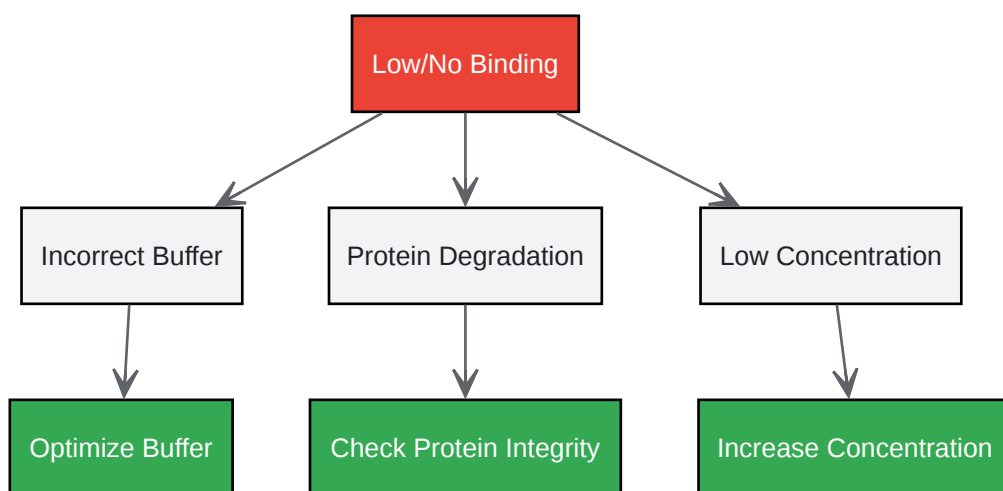 Low/No Binding
Incorrect Buffer
Protein Degradation
Low Concentration
Optimize Buffer
Check Protein Integrity
Increase Concentration